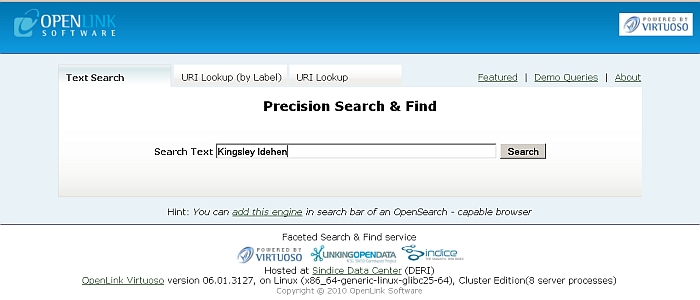 OPENLINK
SOFTWARE
POWERED BY
VIRTUOSO
Text Search URI Lookup (by Label) URI Lookup Featured | Demo Queries | About
Precision Search & Find
Search Text Kingsley Idehen Search
Hint: You can add this engine in search bar of an OpenSearch - capable browser
Faceted Search & Find service
POWERED BY
VIRTUOSO LINKINGOPENDATA Sindice
Hosted at Sindice Data Center (DERI)
OpenLink Virtuoso version 06.01.3127, on Linux (x86_64-generic-linux-glibc25-64), Cluster Edition(8 server processes)
Copyright © 2010 OpenLink Software